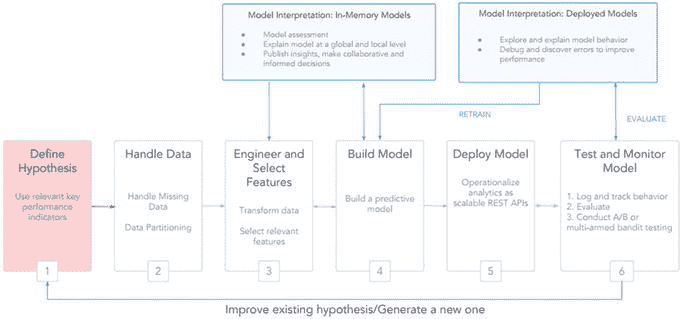 Model Interpretation: In-Memory Models
Model assessment
Explain model at a global and local level
Publish insights, make collaborative and
informed decisions
Model Interpretation: Deployed Models
Explore and explain model behavior
Debug and discover errors to improve
performance
RETRAIN
EVALUATE
Define
Hypothesis
Use relevant key
performance
indicators
1
Handle Data
Handle Missing
Data
Data Partitioning
2
Engineer and
Select
Features
Transform data
Select relevant
features
3
Build Model
Build a predictive
model
4
Deploy Model
Operationalize
analytics as
scalable REST APIs
5
Test and Monitor
Model
1. Log and track behavior
2. Evaluate
3. Conduct A/B or
multi-armed bandit testing
6
Improve existing hypothesis/Generate a new one